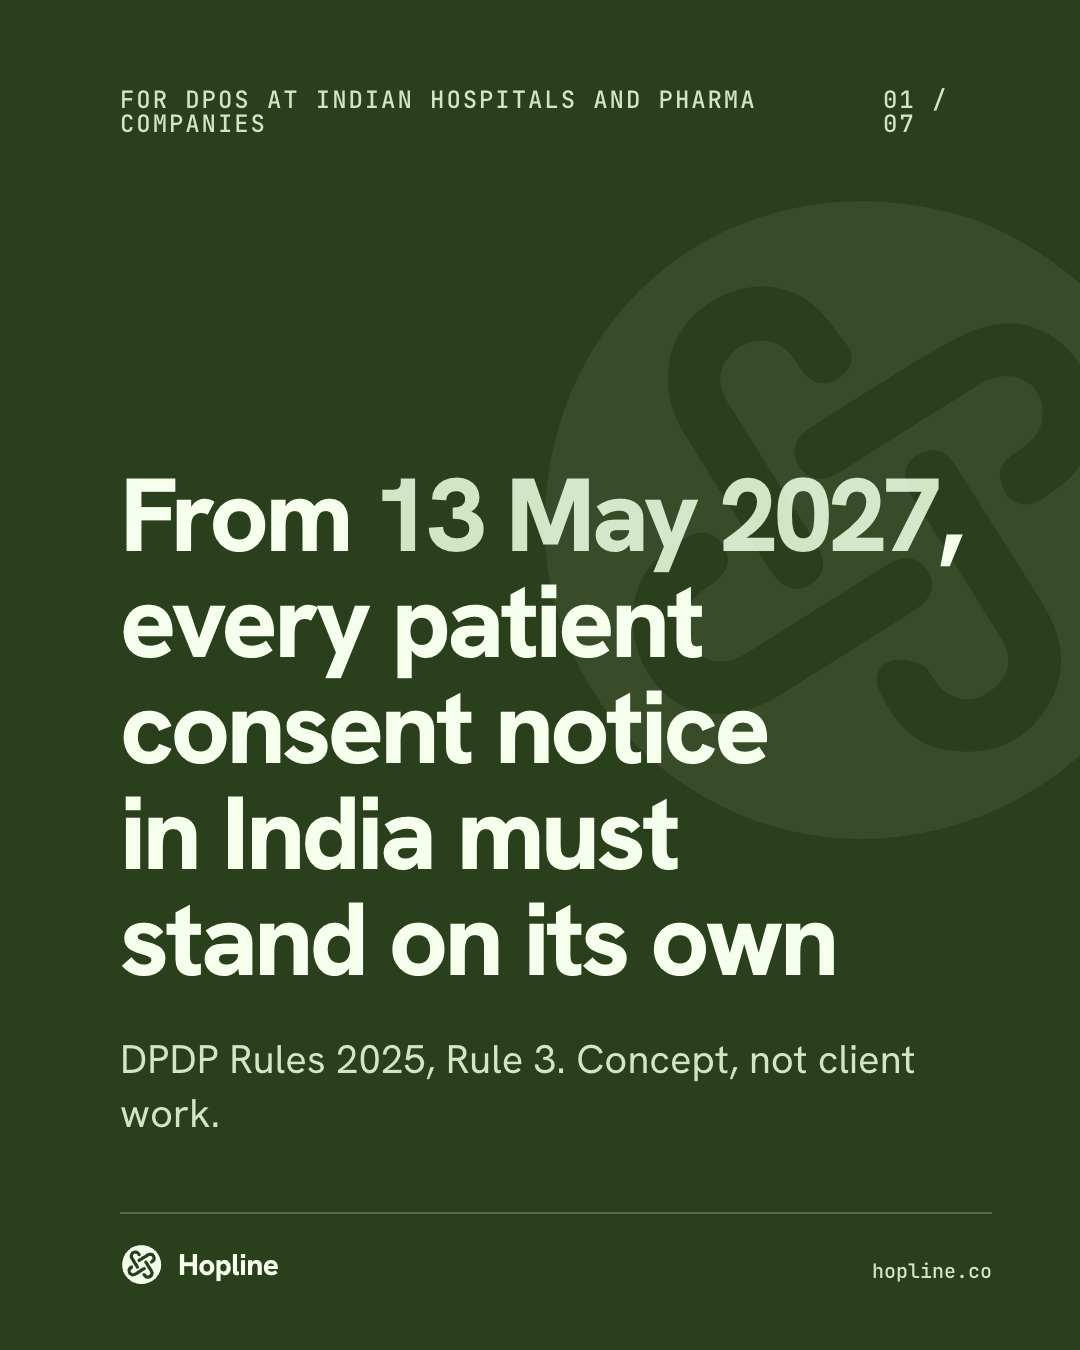 FOR DPOS AT INDIAN HOSPITALS AND PHARMA
COMPANIES
01 /
07
From 13 May 2027,
every patient
consent notice
in India must
stand on its own
DPDP Rules 2025, Rule 3. Concept, not client
work.
Hopline
hopline.co